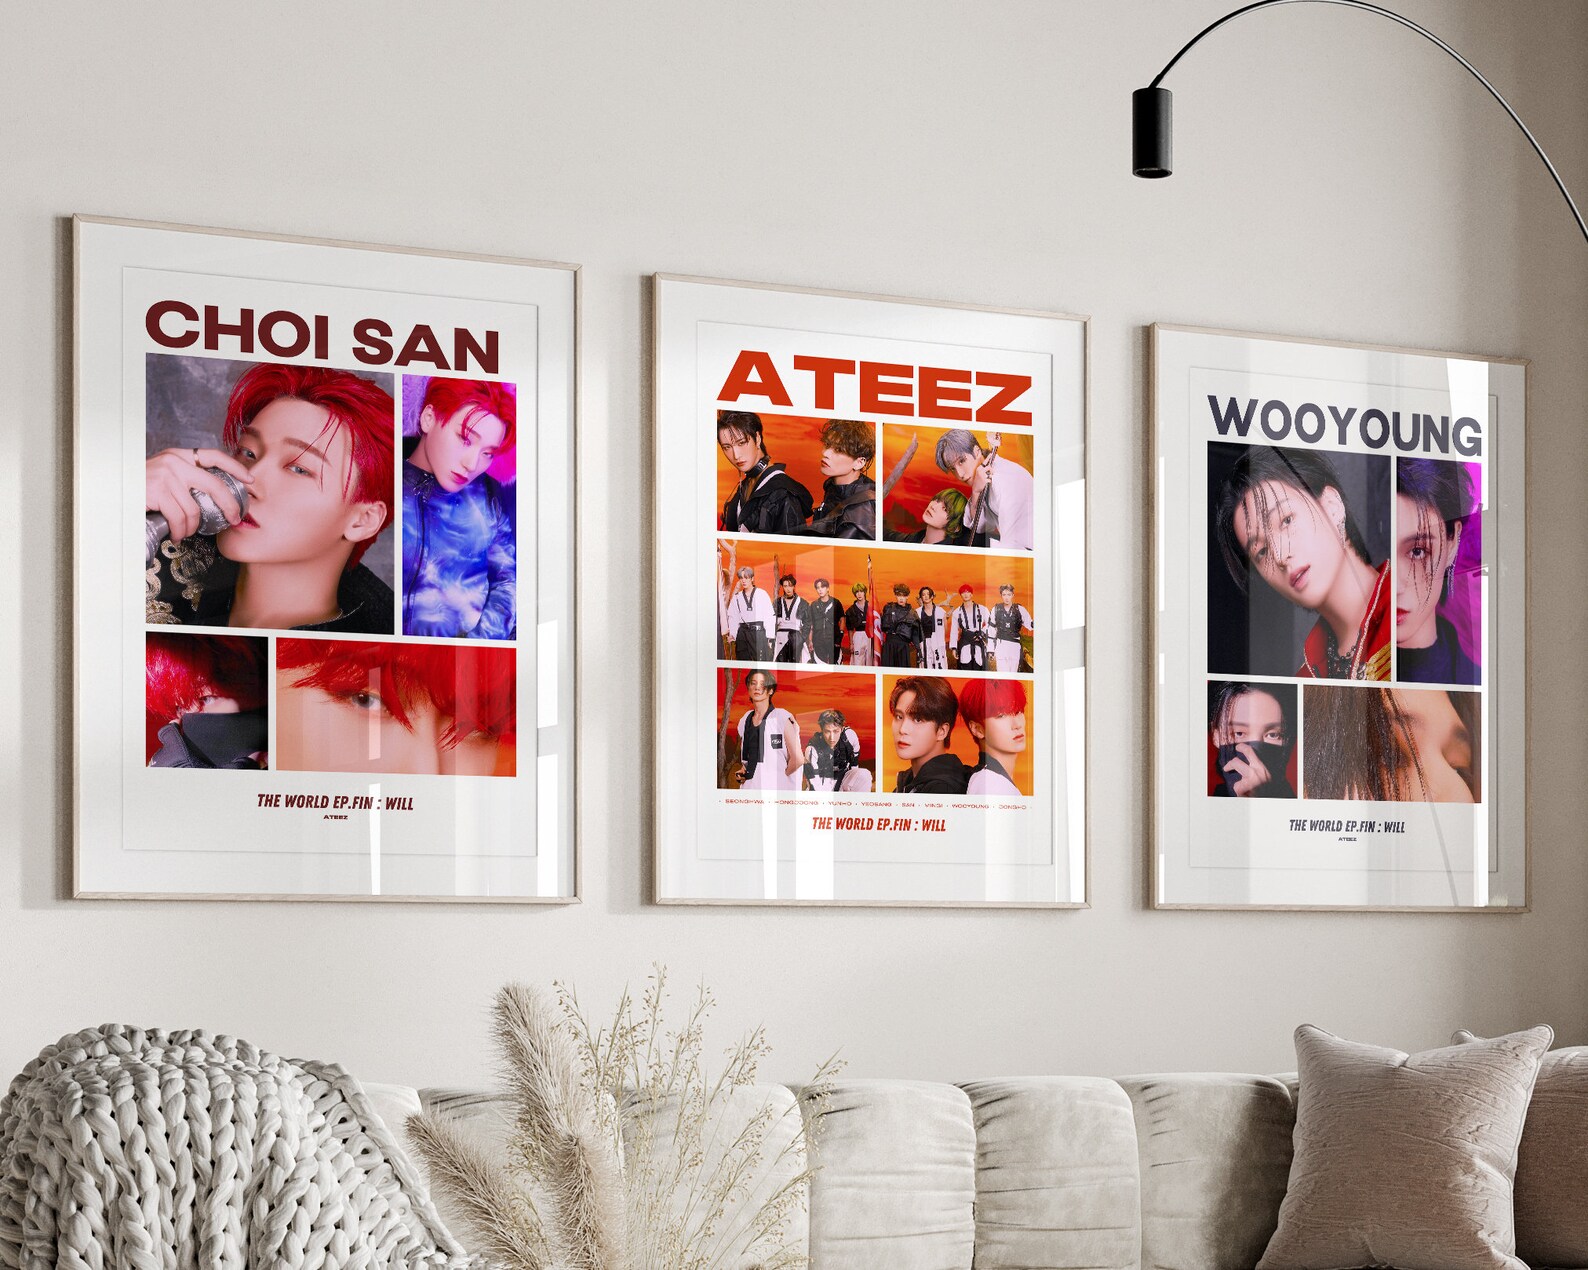 CHOI SAN
THE WORLD EP.FIN : WILL
ATEEZ
ATEEZ
· SEONGHWA · HONGJOONG · YUNHO · YEOSANG · SAN · MINGI · WOOYOUNG · JONGHO ·
THE WORLD EP.FIN : WILL
WOOYOUNG
THE WORLD EP.FIN : WILL
ATEEZ